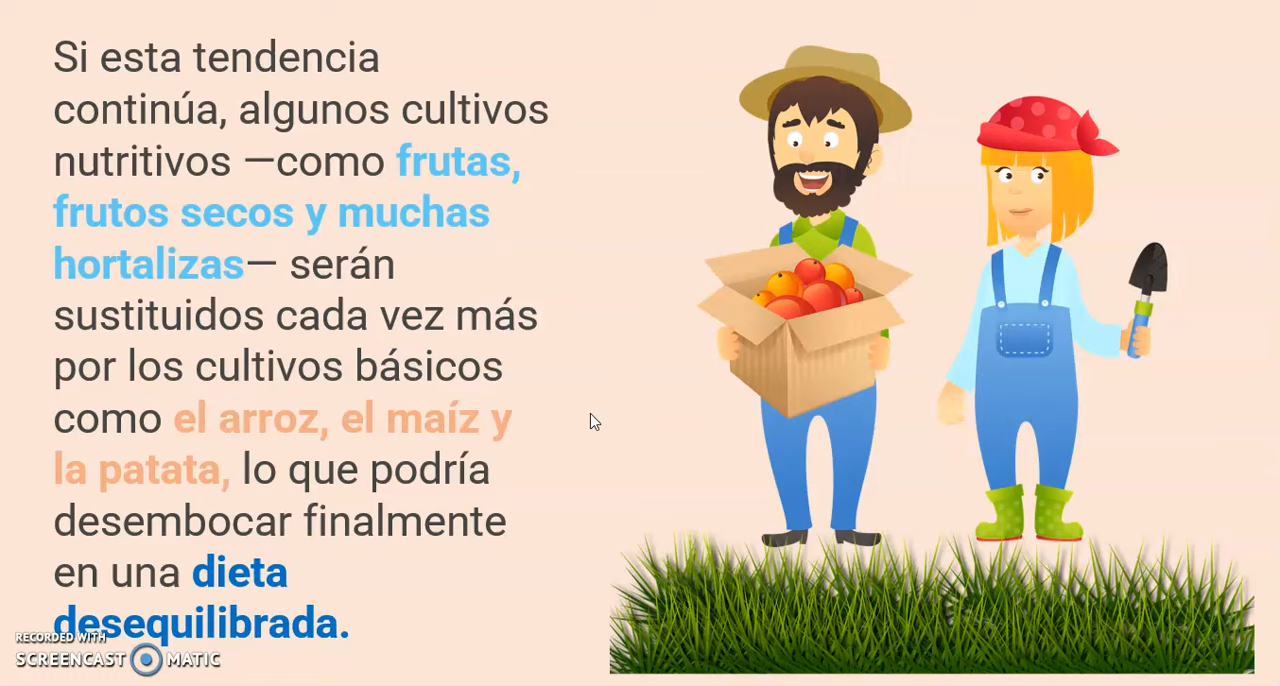 Si esta tendencia
continúa, algunos cultivos
nutritivos —como frutas,
frutos secos y muchas
hortalizas— serán
sustituidos cada vez más
por los cultivos básicos
como el arroz, el maíz y
la patata, lo que podría
desembocar finalmente
en una dieta
desequilibrada.
RECORDED WITH
SCREENCAST MATIC